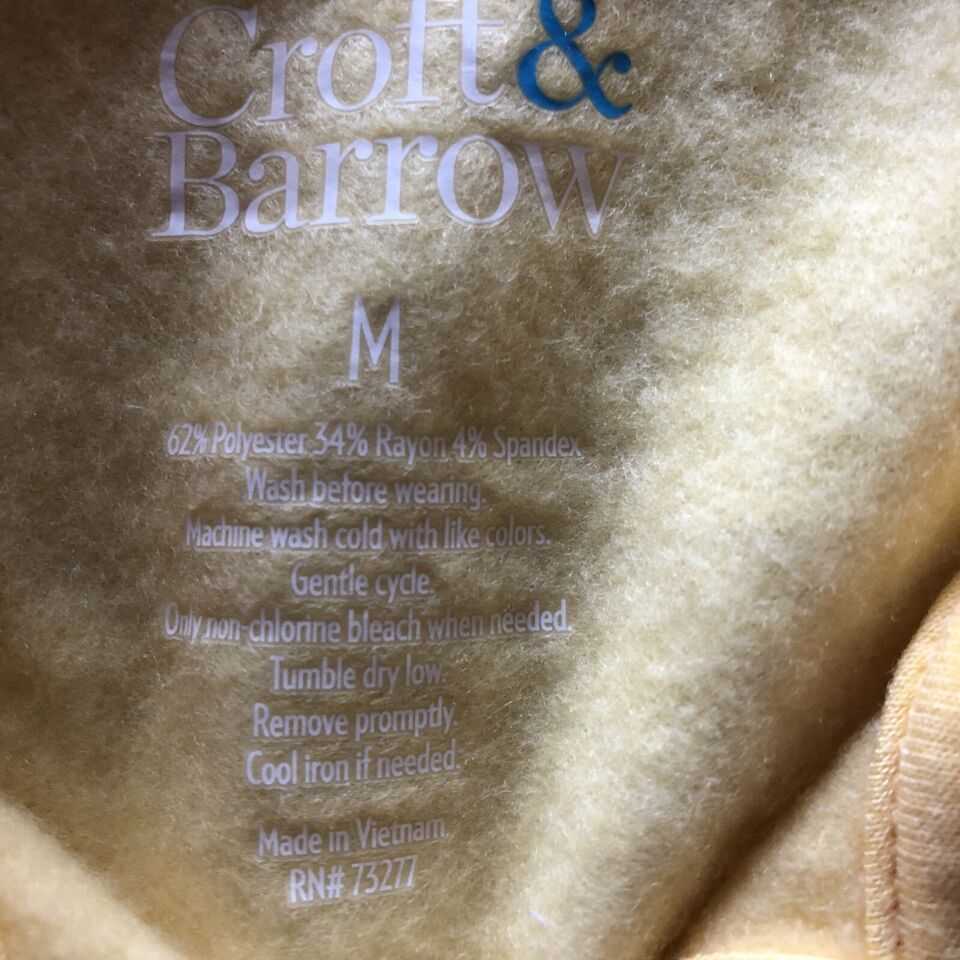 Croft &
Barrow
M
62% Polyester 34% Rayon 4% Spandex
Wash before wearing.
Machine wash cold with like colors.
Gentle cycle.
Only non-chlorine bleach when needed.
Tumble dry low.
Remove promptly.
Cool iron if needed.
Made in Vietnam.
RN# 73277